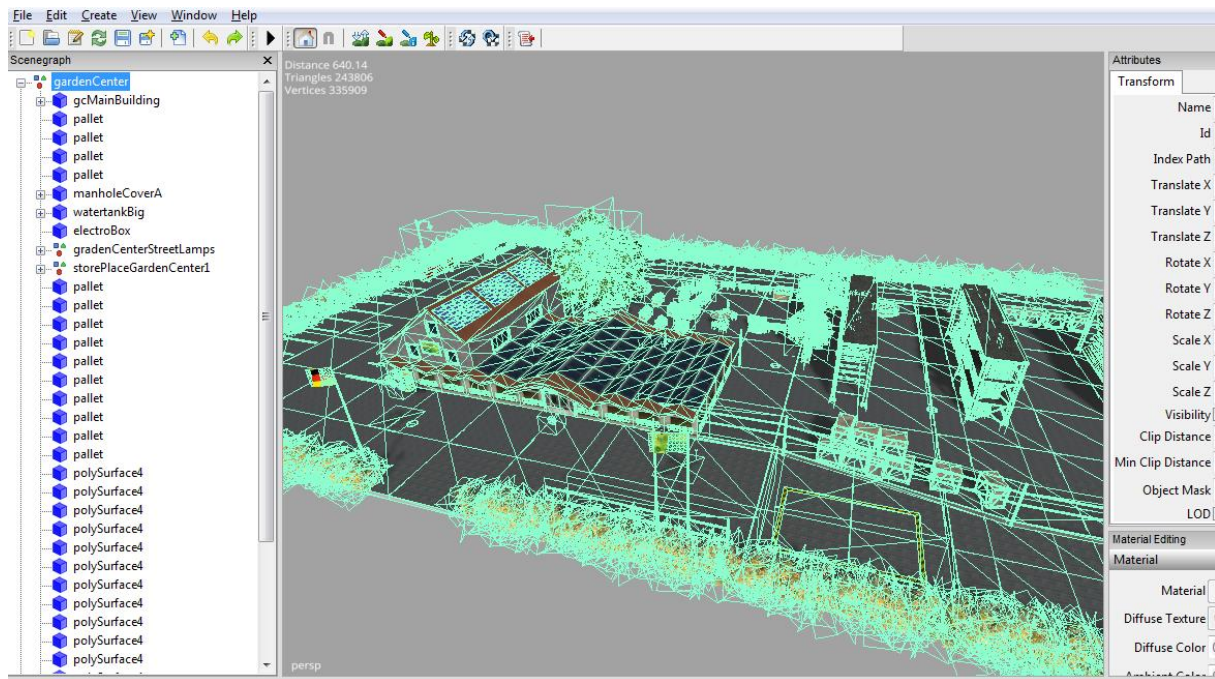 File Edit Create View Window Help
Scenegraph
gardenCenter
gcMainBuilding
pallet
pallet
pallet
pallet
manholeCoverA
watertankBig
electroBox
gradenCenterStreetLamps
storePlaceGardenCenter1
pallet
pallet
pallet
pallet
pallet
pallet
pallet
pallet
pallet
pallet
polySurface4
polySurface4
polySurface4
polySurface4
polySurface4
polySurface4
polySurface4
polySurface4
polySurface4
polySurface4
polySurface4
Distance 640.14
Triangles 243806
Vertices 335909
persp
Attributes
Transform
Name
Id
Index Path
Translate X
Translate Y
Translate Z
Rotate X
Rotate Y
Rotate Z
Scale X
Scale Y
Scale Z
Visibility
Clip Distance
Min Clip Distance
Object Mask
LOD
Material Editing
Material
Material
Diffuse Texture
Diffuse Color
Ambient Color